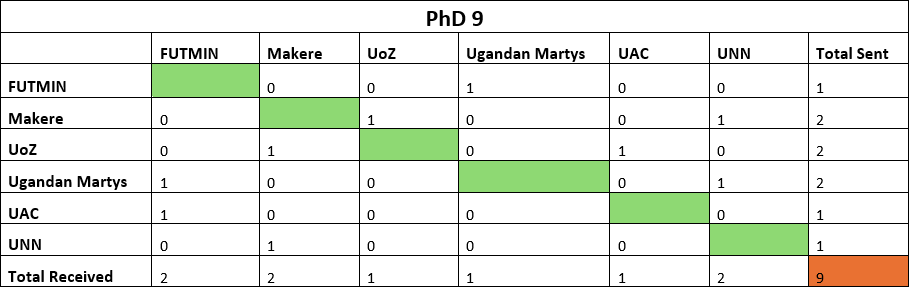 PhD 9
FUTMIN Makere UoZ Ugandan Martys UAC UNN Total Sent
FUTMIN 0 0 1 0 0 1
Makere 0 1 0 0 1 2
UoZ 0 1 0 1 0 2
Ugandan Martys 1 0 0 0 1 2
UAC 1 0 0 0 0 1
UNN 0 1 0 0 0 1
Total Received 2 2 1 1 1 2 9